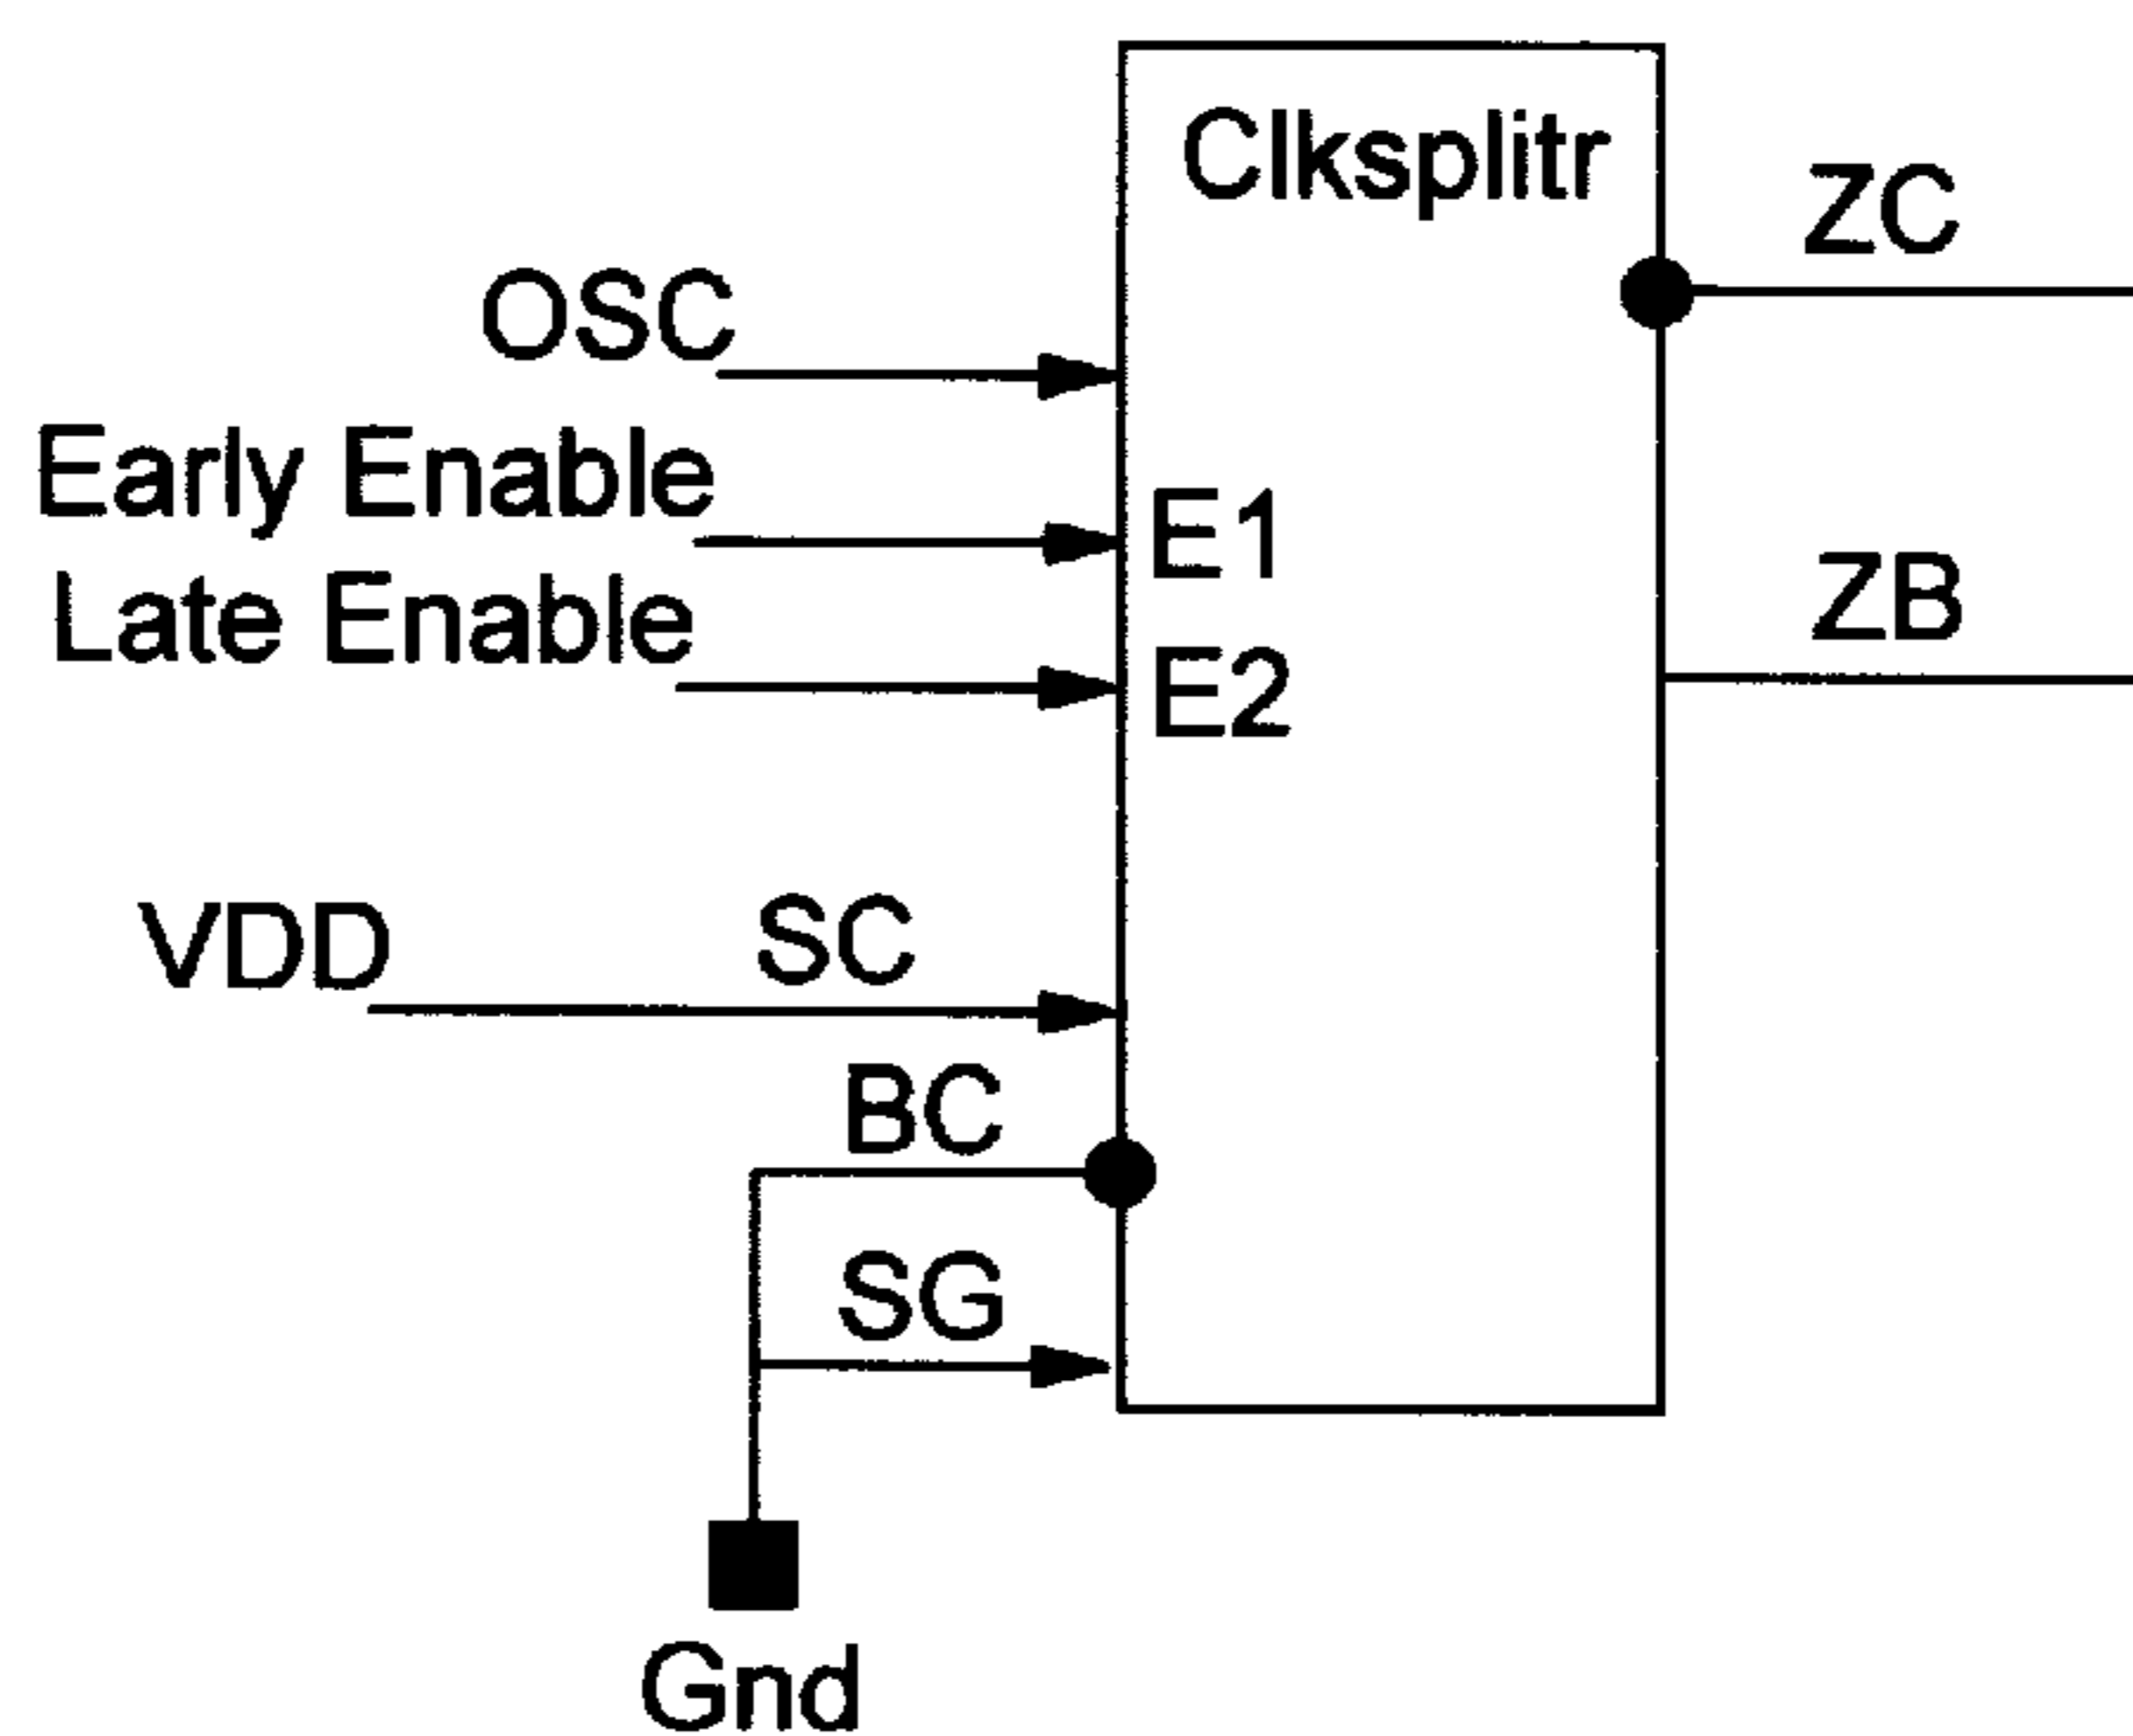 Clksplitr
ZC
OSC
Early Enable
E1
Late Enable
E2
ZB
VDD
SC
BC
SG
Gnd